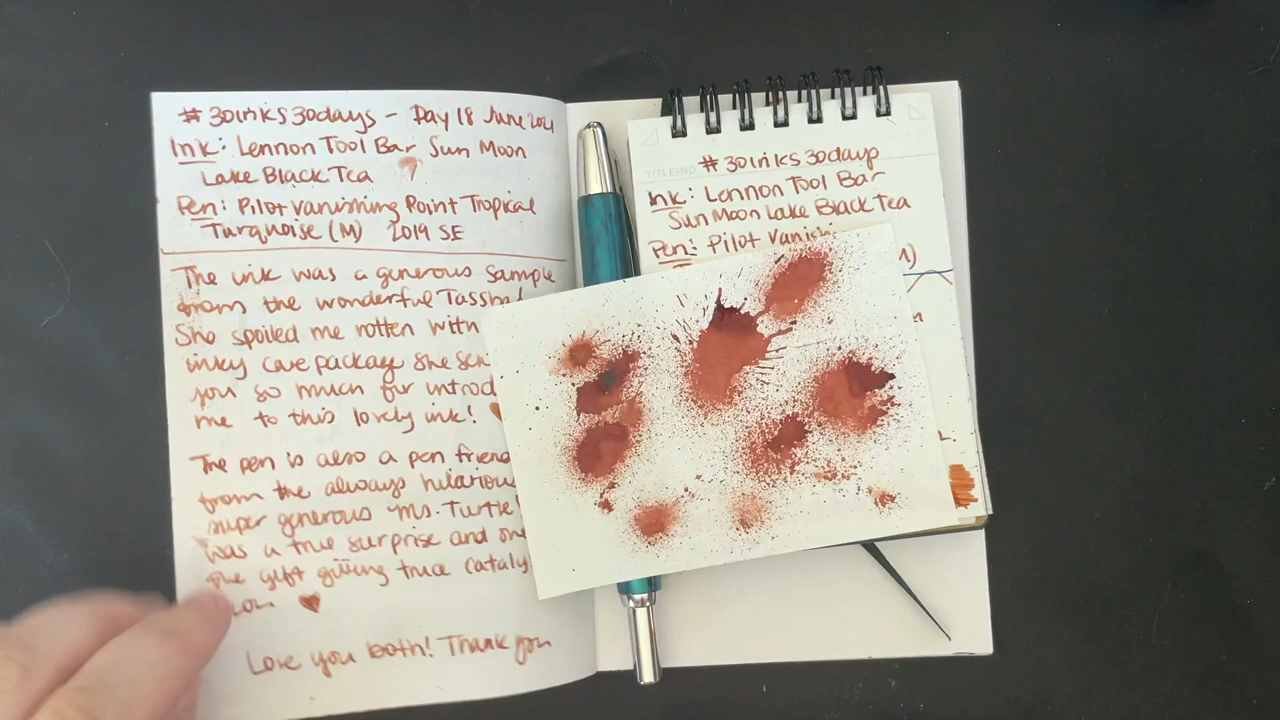 #30inks30days - Day 18 June 2021
Ink: Lennon Tool Bar Sun Moon
Lake Black Tea
Pen: Pilot Vanishing Point Tropical
Turquoise (M) 2019 SE
The ink was a generous sample
from the wonderful
She spoiled me rotten with
inky care package she
you so much for
me to this lovely ink!
The pen is also a pen
from the always
super generous Ms. Turtle
was a true surprise and
the gift giving truce
Love you both! Thank you
#30inks30days
TITLE/NO
Ink: Lennon Tool Bar
Sun Moon Lake Black Tea
Pen: Pilot